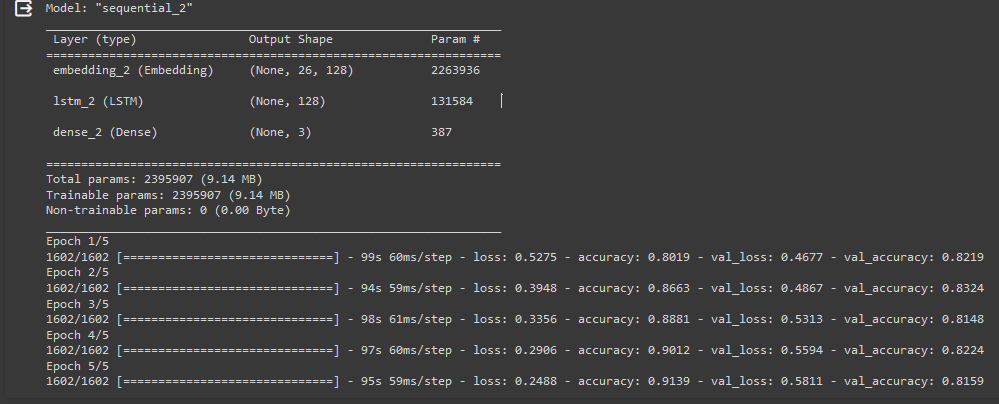 Model: "sequential_2"
_________________________________________________________________
Layer (type) Output Shape Param #
=================================================================
embedding_2 (Embedding) (None, 26, 128) 2263936
lstm_2 (LSTM) (None, 128) 131584
dense_2 (Dense) (None, 3) 387
=================================================================
Total params: 2395907 (9.14 MB)
Trainable params: 2395907 (9.14 MB)
Non-trainable params: 0 (0.00 Byte)
_________________________________________________________________
Epoch 1/5
1602/1602 [==============================] - 99s 60ms/step - loss: 0.5275 - accuracy: 0.8019 - val_loss: 0.4677 - val_accuracy: 0.8219
Epoch 2/5
1602/1602 [==============================] - 94s 59ms/step - loss: 0.3948 - accuracy: 0.8663 - val_loss: 0.4867 - val_accuracy: 0.8324
Epoch 3/5
1602/1602 [==============================] - 98s 61ms/step - loss: 0.3356 - accuracy: 0.8881 - val_loss: 0.5313 - val_accuracy: 0.8148
Epoch 4/5
1602/1602 [==============================] - 97s 60ms/step - loss: 0.2906 - accuracy: 0.9012 - val_loss: 0.5594 - val_accuracy: 0.8224
Epoch 5/5
1602/1602 [==============================] - 95s 59ms/step - loss: 0.2488 - accuracy: 0.9139 - val_loss: 0.5811 - val_accuracy: 0.8159